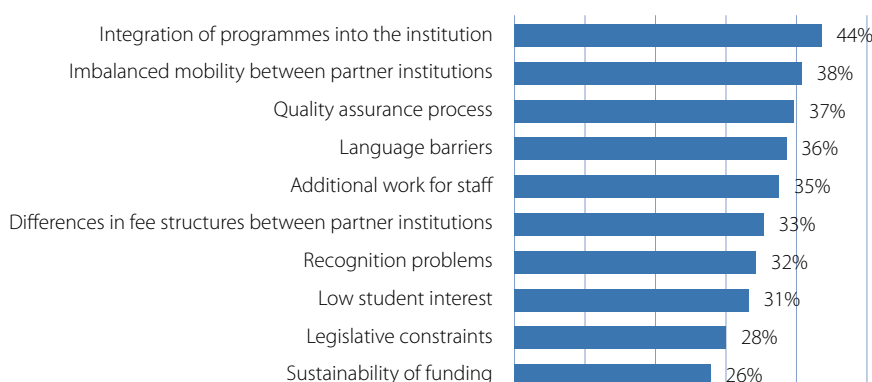 Integration of programmes into the institution 44%
Imbalanced mobility between partner institutions 38%
Quality assurance process 37%
Language barriers 36%
Additional work for staff 35%
Differences in fee structures between partner institutions 33%
Recognition problems 32%
Low student interest 31%
Legislative constraints 28%
Sustainability of funding 26%